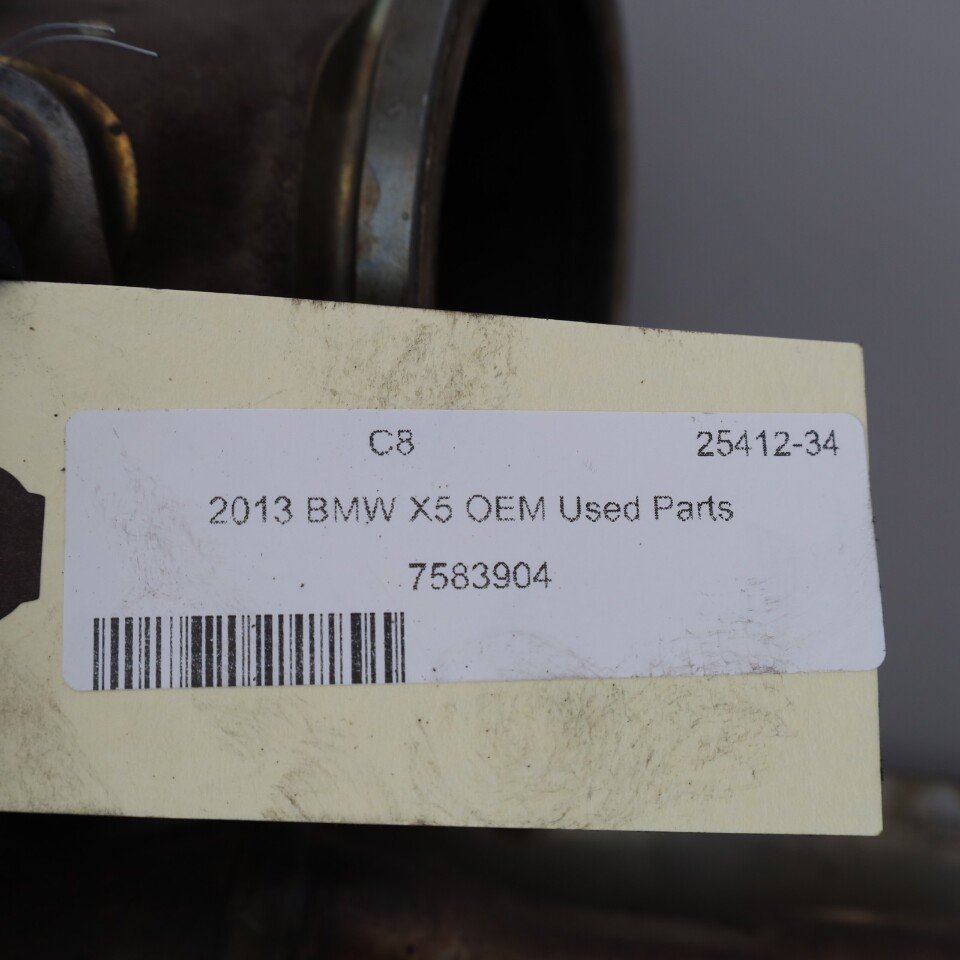 C8 25412-34
2013 BMW X5 OEM Used Parts
7583904